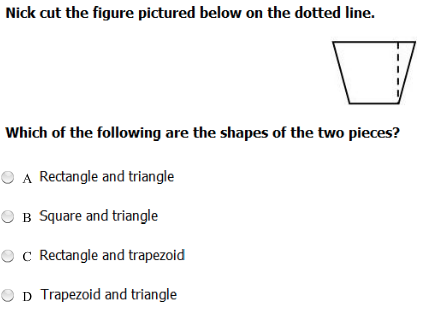 Nick cut the figure pictured below on the dotted line.
Which of the following are the shapes of the two pieces?
A Rectangle and triangle
B Square and triangle
C Rectangle and trapezoid
D Trapezoid and triangle